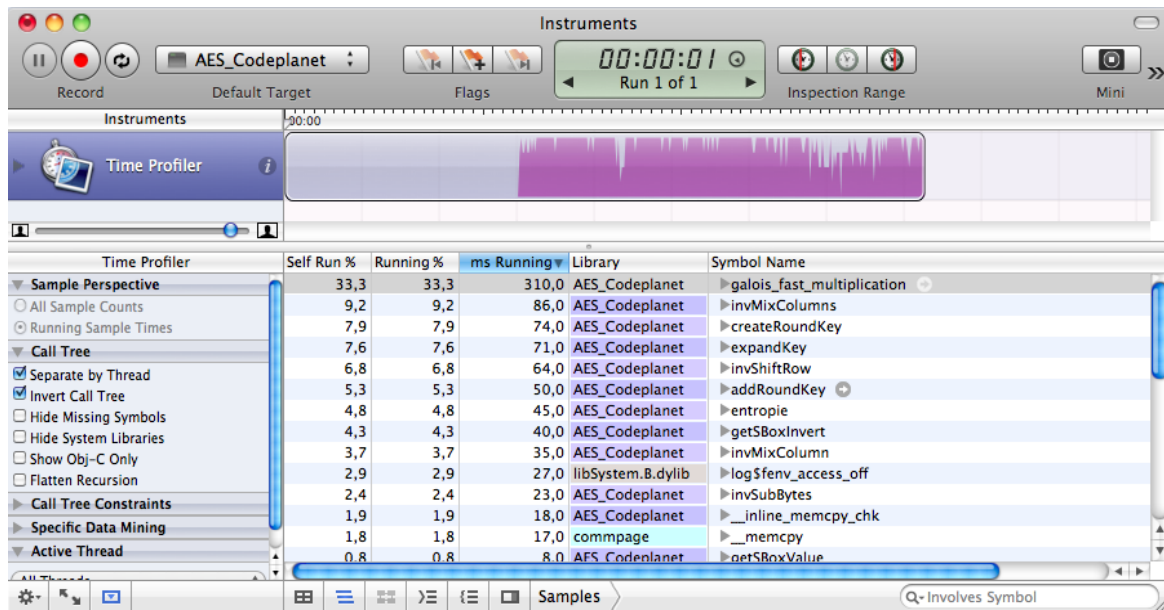 Instruments
AES_Codeplanet
00:00:01
Run 1 of 1
Record Default Target Flags Inspection Range Mini
Instruments 00:00
Time Profiler
Time Profiler Self Run % Running % ms Running Library Symbol Name
Sample Perspective 33,3 33,3 310,0 AES_Codeplanet galois_fast_multiplication
All Sample Counts 9,2 9,2 86,0 AES_Codeplanet invMixColumns
Running Sample Times 7,9 7,9 74,0 AES_Codeplanet createRoundKey
Call Tree 7,6 7,6 71,0 AES_Codeplanet expandKey
Separate by Thread 6,8 6,8 64,0 AES_Codeplanet invShiftRow
Invert Call Tree 5,3 5,3 50,0 AES_Codeplanet addRoundKey
Hide Missing Symbols 4,8 4,8 45,0 AES_Codeplanet entropie
Hide System Libraries 4,3 4,3 40,0 AES_Codeplanet getSBoxInvert
Show Obj-C Only 3,7 3,7 35,0 AES_Codeplanet invMixColumn
Flatten Recursion 2,9 2,9 27,0 libSystem.B.dylib log$fenv_access_off
Call Tree Constraints 2,4 2,4 23,0 AES_Codeplanet invSubBytes
Specific Data Mining 1,9 1,9 18,0 AES_Codeplanet __inline_memcpy_chk
Active Thread 1,8 1,8 17,0 commpage __memcpy
All Threads 0,8 0,8 8,0 AES_Codeplanet getSBoxValue
Samples Involves Symbol